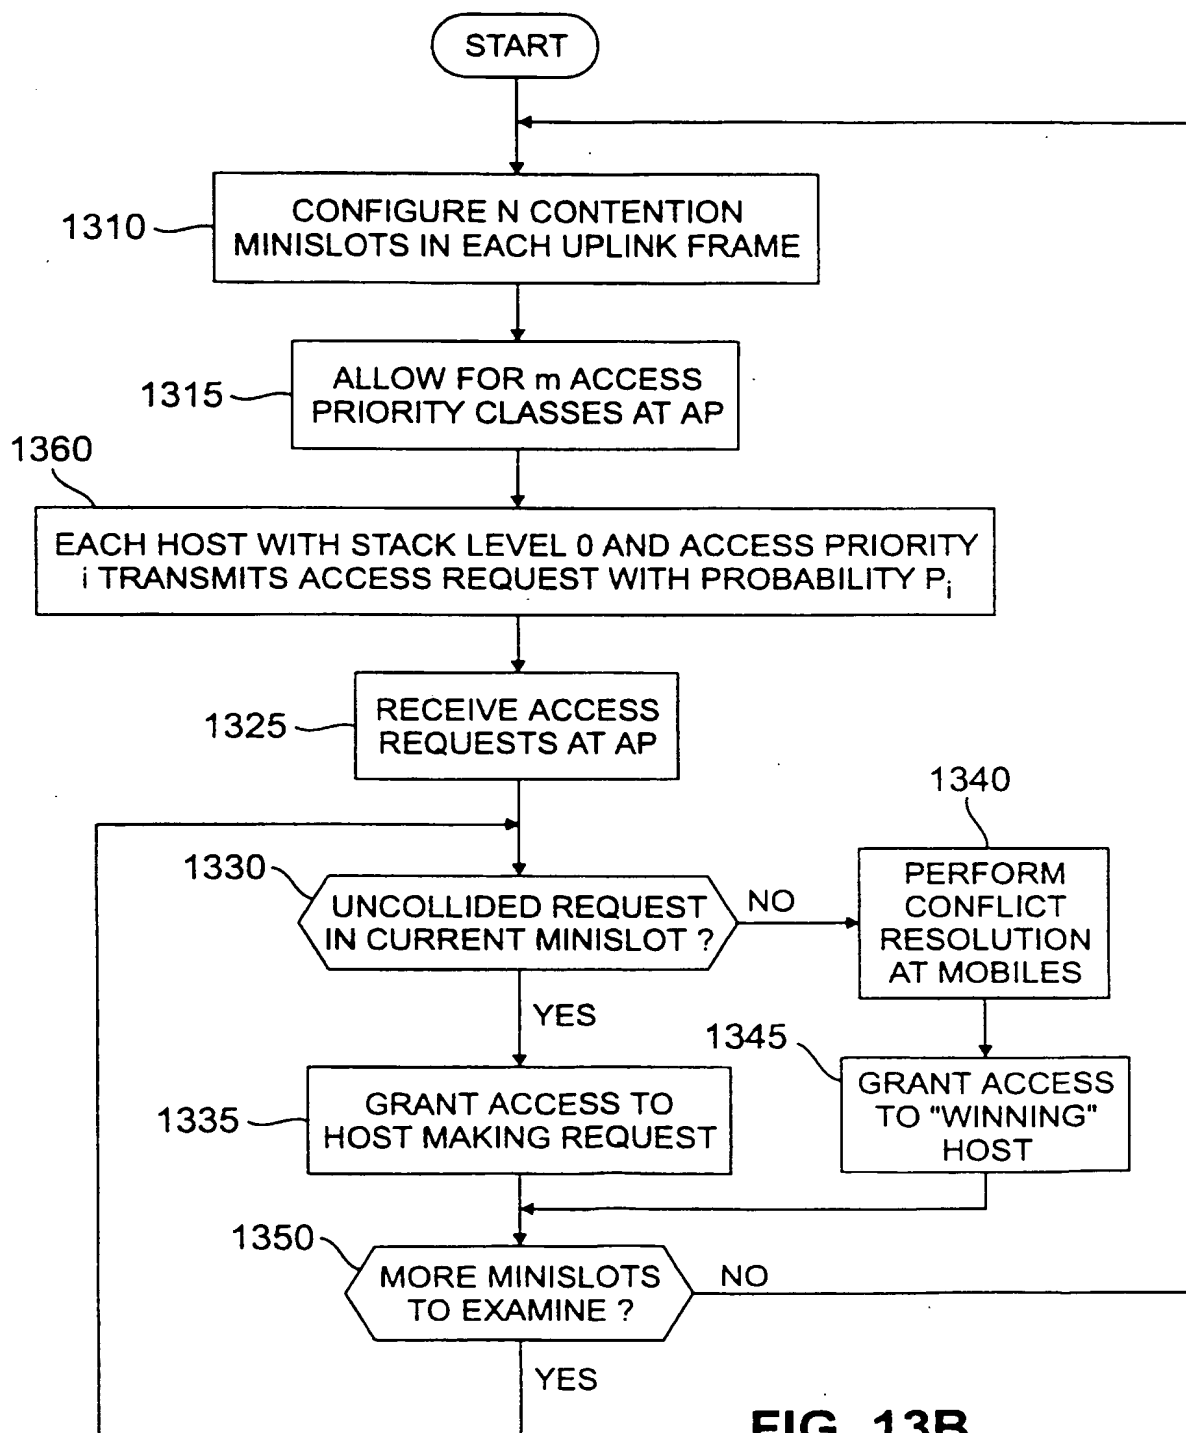 START
1310
CONFIGURE N CONTENTION
MINISLOTS IN EACH UPLINK FRAME
1315
ALLOW FOR m ACCESS
PRIORITY CLASSES AT AP
1360
EACH HOST WITH STACK LEVEL 0 AND ACCESS PRIORITY
i TRANSMITS ACCESS REQUEST WITH PROBABILITY Pi
1325
RECEIVE ACCESS
REQUESTS AT AP
1330
UNCOLLIDED REQUEST
IN CURRENT MINISLOT ?
NO
1340
PERFORM
CONFLICT
RESOLUTION
AT MOBILES
YES
1345
GRANT ACCESS
TO "WINNING"
HOST
1335
GRANT ACCESS TO
HOST MAKING REQUEST
1350
MORE MINISLOTS
TO EXAMINE ?
NO
YES
FIG. 13B